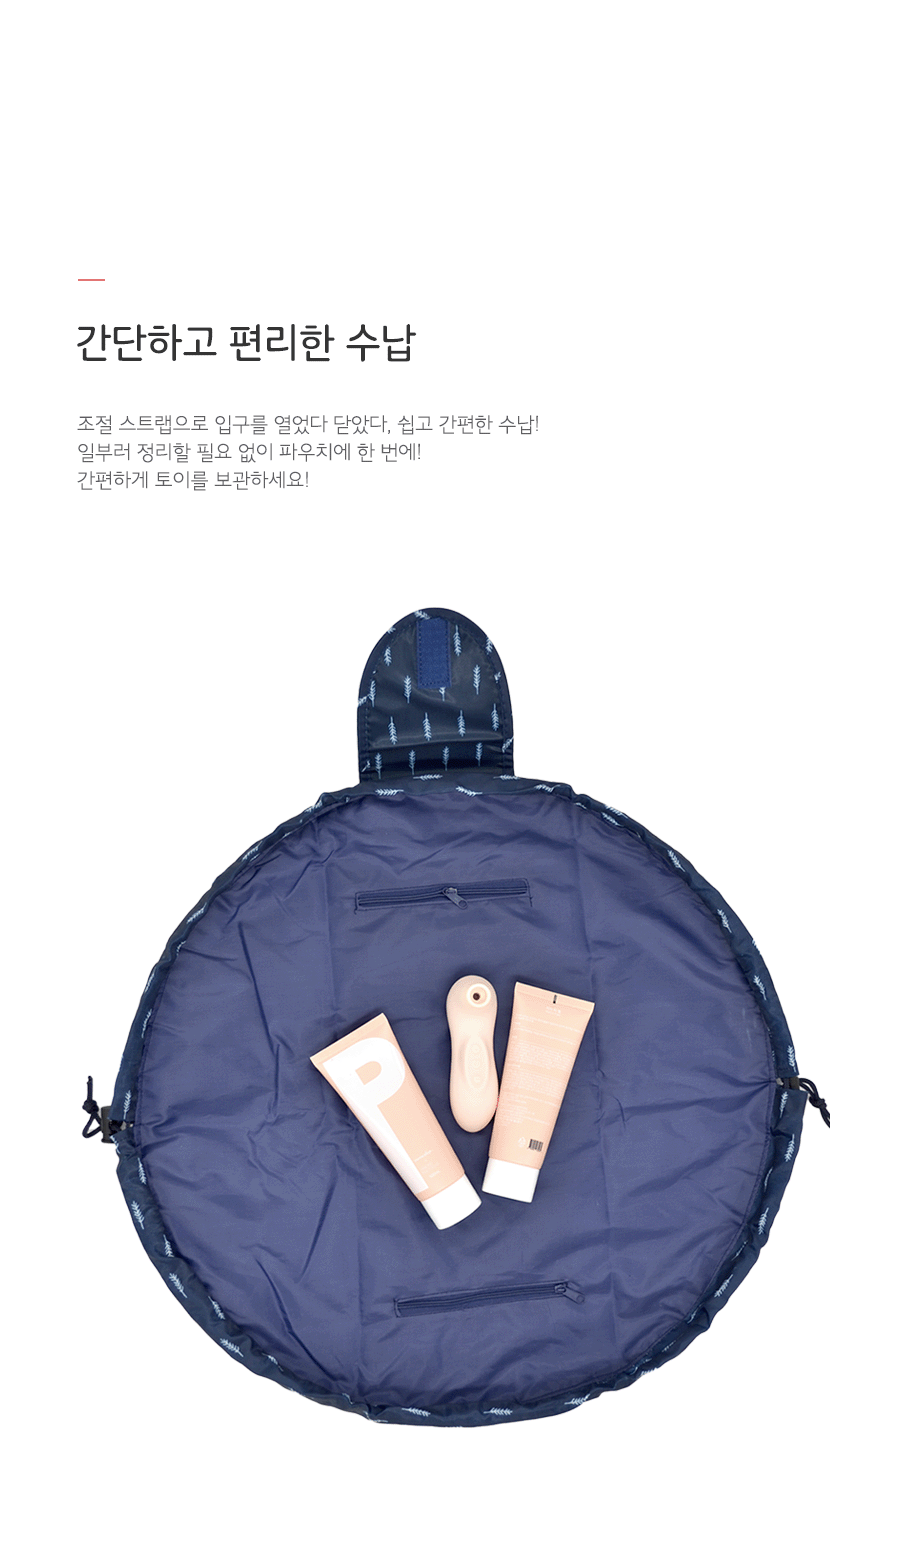 간단하고 편리한 수납
조절 스트랩으로 입구를 열었다 닫았다, 쉽고 간편한 수납!
일부러 정리할 필요 없이 파우치에 한 번에!
간편하게 토이를 보관하세요!
P